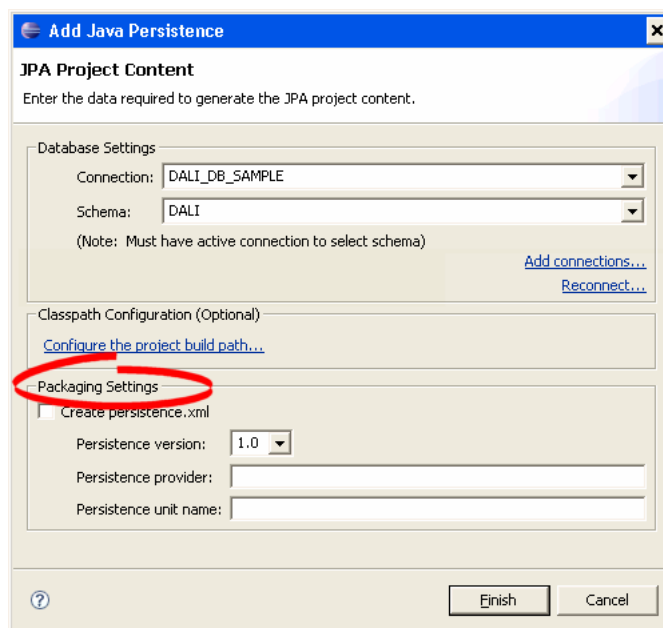 Add Java Persistence
JPA Project Content
Enter the data required to generate the JPA project content.
Database Settings
Connection: DALI_DB_SAMPLE
Schema: DALI
(Note: Must have active connection to select schema)
Add connections...
Reconnect...
Classpath Configuration (Optional)
Configure the project build path...
Packaging Settings
Create persistence.xml
Persistence version: 1.0
Persistence provider:
Persistence unit name:
Finish Cancel